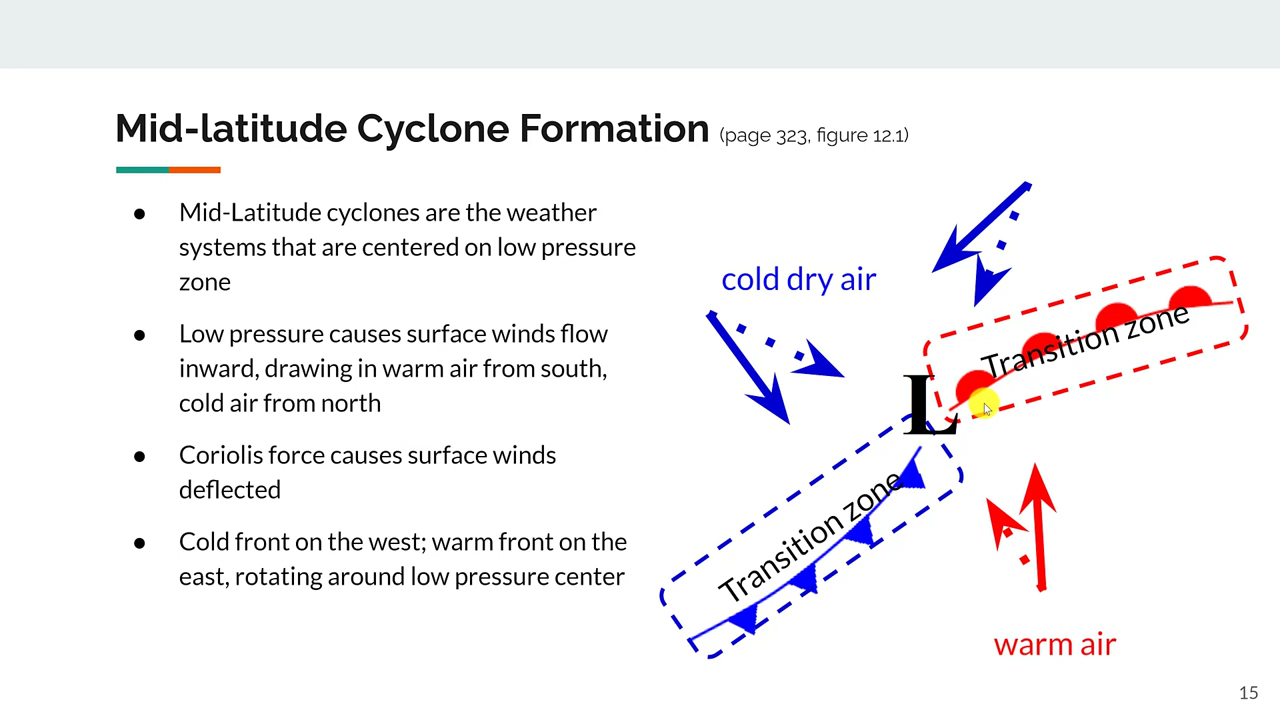 Mid-latitude Cyclone Formation (page 323, figure 12.1)
● Mid-Latitude cyclones are the weather
systems that are centered on low pressure
zone
● Low pressure causes surface winds flow
inward, drawing in warm air from south,
cold air from north
● Coriolis force causes surface winds
deflected
● Cold front on the west; warm front on the
east, rotating around low pressure center
cold dry air
Transition zone
L
Transition zone
warm air
15